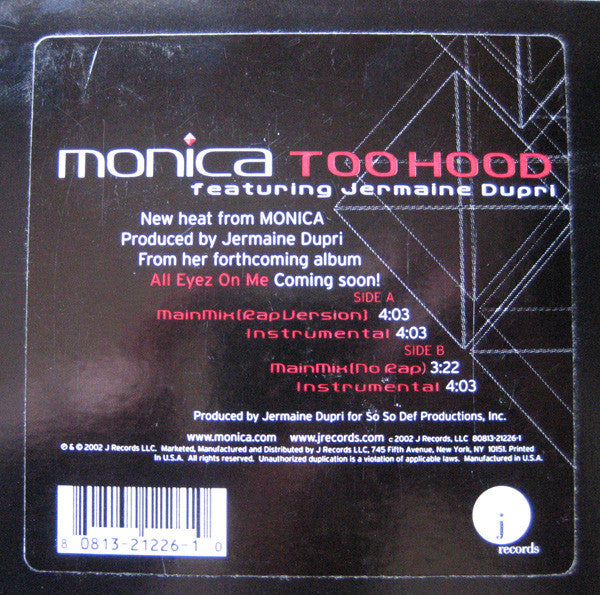 monica TOO HOOD
featuring Jermaine Dupri
New heat from MONICA
Produced by Jermaine Dupri
From her forthcoming album
All Eyez On Me Coming soon!
SIDE A
MainMix(RapVersion) 4:03
Instrumental 4:03
SIDE B
MainMix(No Rap) 3:22
Instrumental 4:03
Produced by Jermaine Dupri for So So Def Productions, Inc.
www.monica.com www.jrecords.com c 2002 J Records, LLC 80813-21226-1
℗ & © 2002 J Records LLC. Marketed, Manufactured and Distributed by J Records LLC, 745 Fifth Avenue, New York, NY 10151. Printed
In U.S.A. All rights reserved. Unauthorized duplication is a violation of applicable laws. Manufactured in U.S.A.
8 0813-21226-1 0
j
records